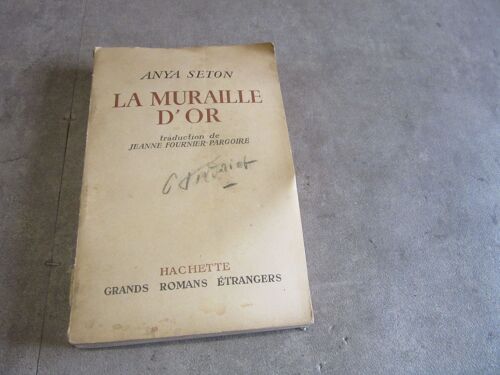 ANYA SETON
LA MURAILLE
D'OR
traduction de
JEANNE FOURNIER-PARGOIRE
HACHETTE
GRANDS ROMANS ÉTRANGERS